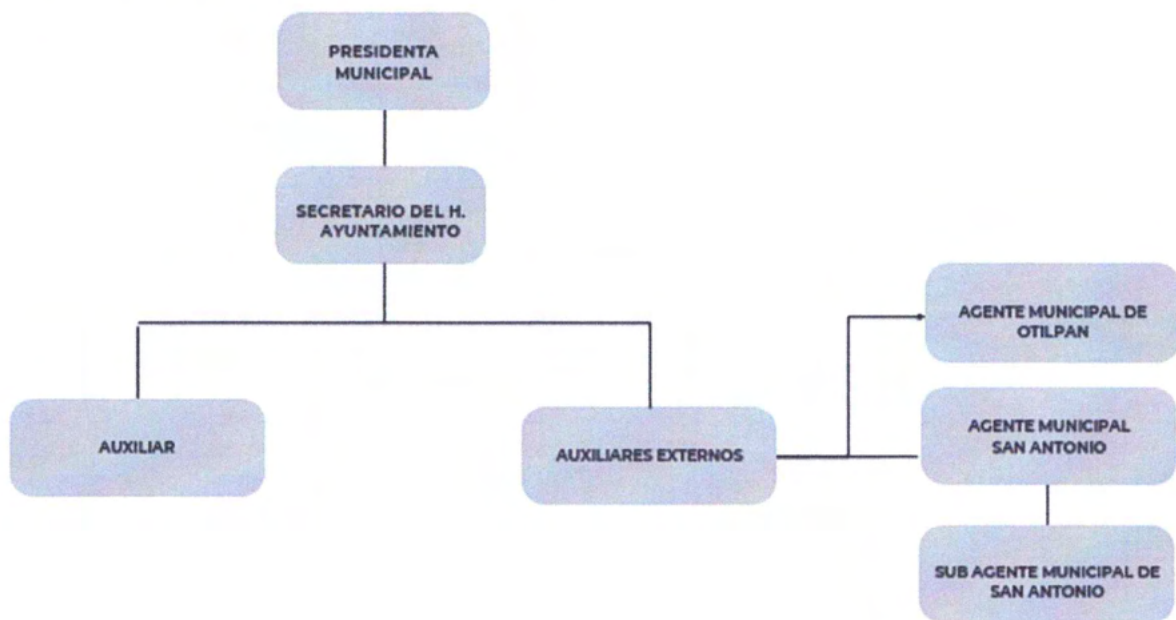 PRESIDENTA
MUNICIPAL
SECRETARIO DEL H.
AYUNTAMIENTO
AGENTE MUNICIPAL DE
OTILPAN
AUXILIAR
AUXILIARES EXTERNOS
AGENTE MUNICIPAL
SAN ANTONIO
SUB AGENTE MUNICIPAL DE
SAN ANTONIO